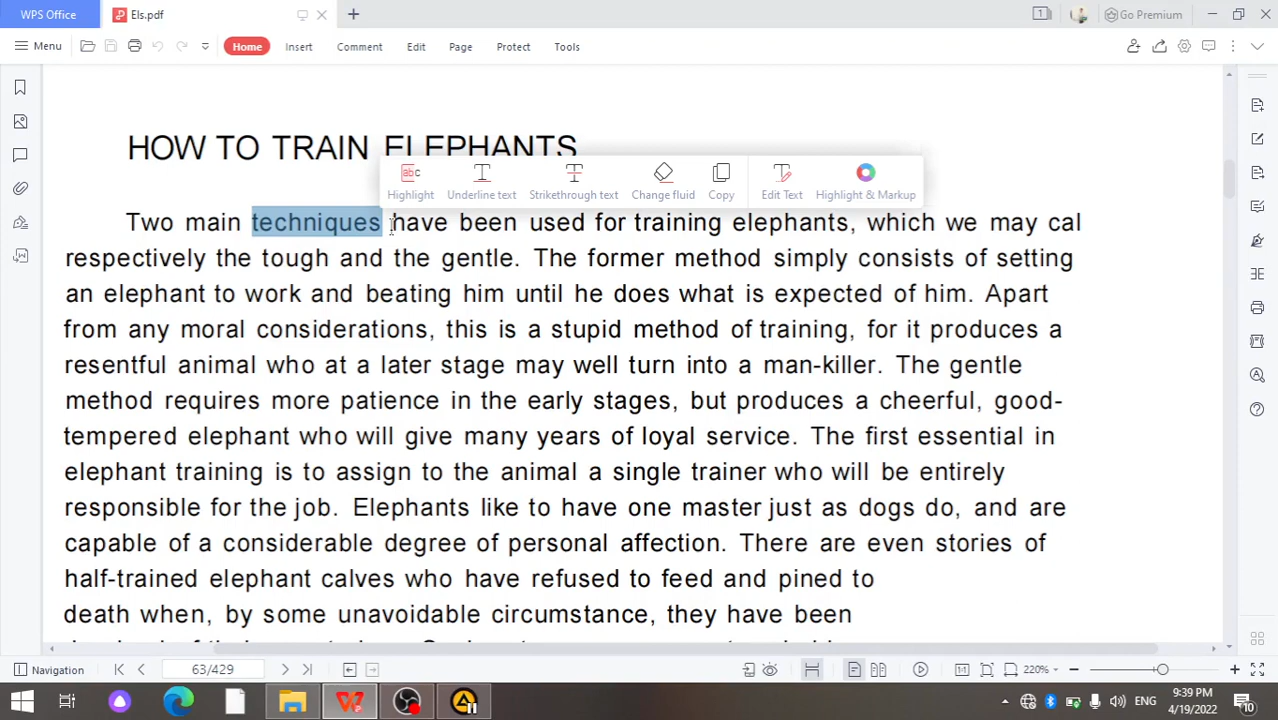 WPS Office
Els.pdf
Go Premium
Menu
Home
Insert
Comment
Edit
Page
Protect
Tools
HOW TO TRAIN ELEPHANTS
abc
Highlight
Underline text
Strikethrough text
Change fluid
Copy
Edit Text
Highlight & Markup
Two main techniques have been used for training elephants, which we may cal
respectively the tough and the gentle. The former method simply consists of setting
an elephant to work and beating him until he does what is expected of him. Apart
from any moral considerations, this is a stupid method of training, for it produces a
resentful animal who at a later stage may well turn into a man-killer. The gentle
method requires more patience in the early stages, but produces a cheerful, good-
tempered elephant who will give many years of loyal service. The first essential in
elephant training is to assign to the animal a single trainer who will be entirely
responsible for the job. Elephants like to have one master just as dogs do, and are
capable of a considerable degree of personal affection. There are even stories of
half-trained elephant calves who have refused to feed and pined to
death when, by some unavoidable circumstance, they have been
Navigation
63/429
220%
ENG
9:39 PM
4/19/2022
10